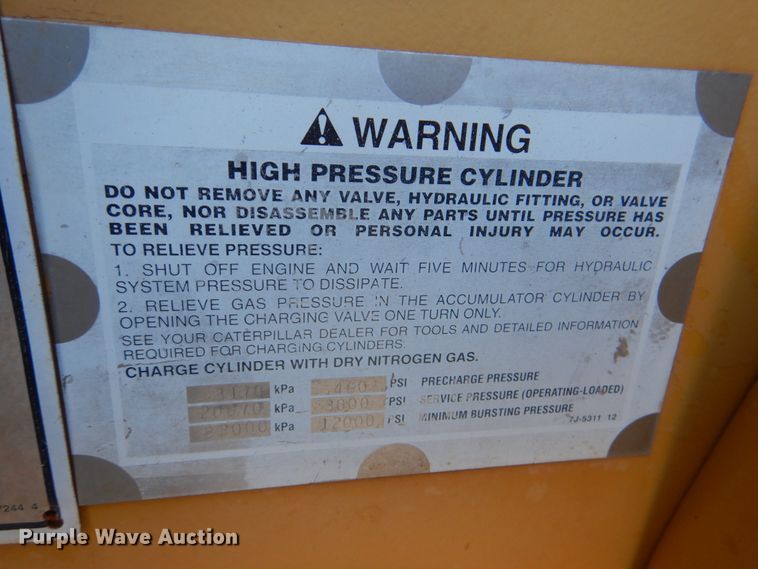 WARNING
HIGH PRESSURE CYLINDER
DO NOT REMOVE ANY VALVE, HYDRAULIC FITTING, OR VALVE
CORE, NOR DISASSEMBLE ANY PARTS UNTIL PRESSURE HAS
BEEN RELIEVED OR PERSONAL INJURY MAY OCCUR.
TO RELIEVE PRESSURE:
1. SHUT OFF ENGINE AND WAIT FIVE MINUTES FOR HYDRAULIC
SYSTEM PRESSURE TO DISSIPATE.
2. RELIEVE GAS PRESSURE IN THE ACCUMULATOR CYLINDER BY
OPENING THE CHARGING VALVE ONE TURN ONLY.
SEE YOUR CATERPILLAR DEALER FOR TOOLS AND DETAILED INFORMATION
REQUIRED FOR CHARGING CYLINDERS.
CHARGE CYLINDER WITH DRY NITROGEN GAS.
kPa PSI PRECHARGE PRESSURE
kPa PSI SERVICE PRESSURE (OPERATING-LOADED)
kPa 12000 PSI MINIMUM BURSTING PRESSURE
7J-5311 12
7244 4
Purple Wave Auction